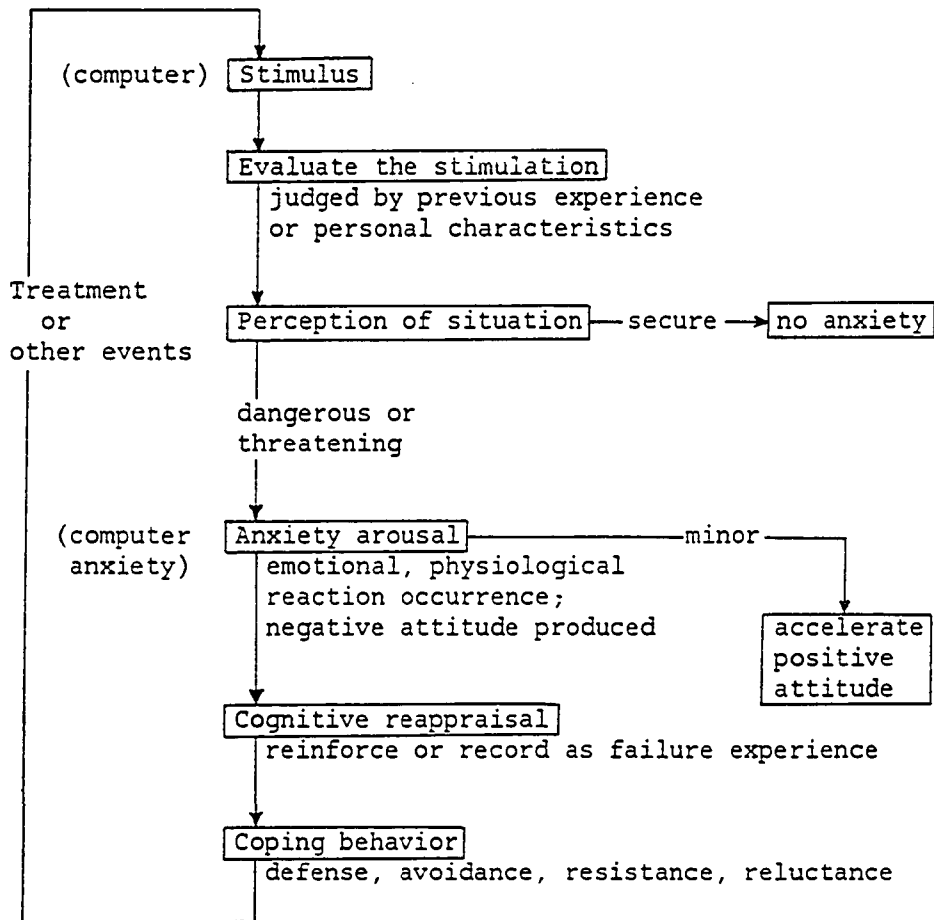 (computer) Stimulus
Evaluate the stimulation
judged by previous experience
or personal characteristics
Treatment
or
other events
Perception of situation secure no anxiety
dangerous or
threatening
(computer
anxiety)
Anxiety arousal minor
emotional, physiological
reaction occurrence;
negative attitude produced
accelerate
positive
attitude
Cognitive reappraisal
reinforce or record as failure experience
Coping behavior
defense, avoidance, resistance, reluctance